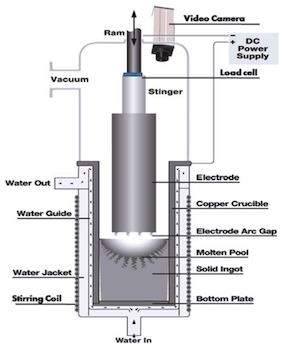 Video Camera
Ram
−
+
DC
Power
Supply
Load cell
Vacuum
Stinger
Electrode
Water Out
Copper Crucible
Water Guide
Electrode Arc Gap
Molten Pool
Solid Ingot
Water Jacket
Stirring Coil
Bottom Plate
Water In